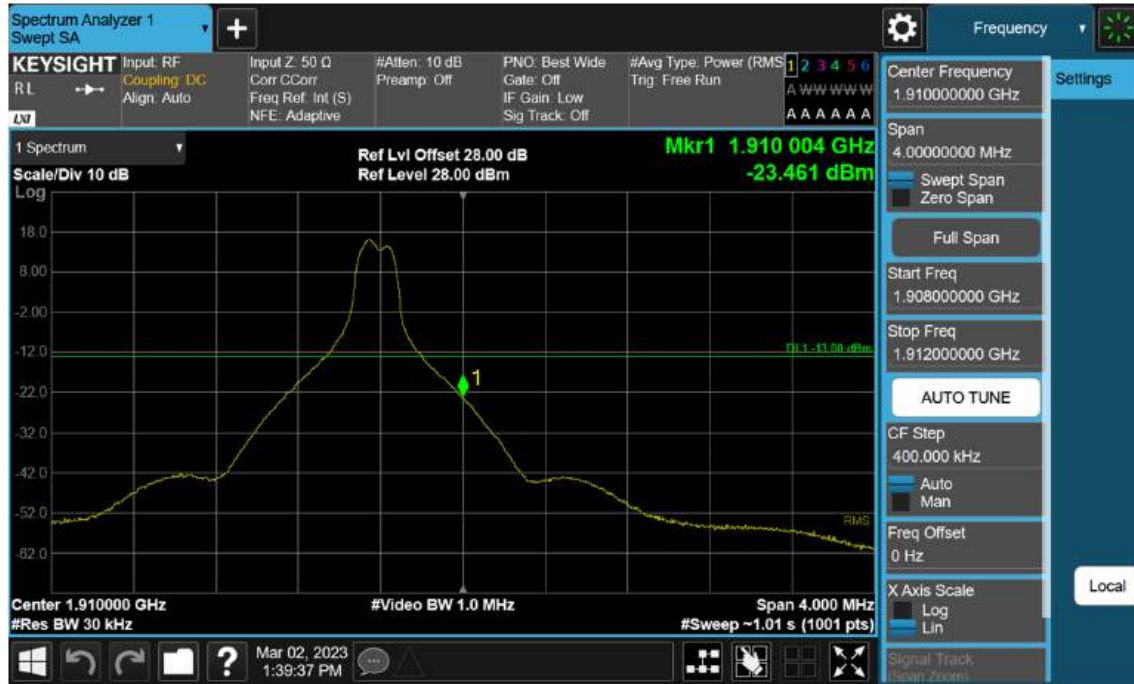 Spectrum Analyzer 1
Swept SA
+
Frequency
KEYSIGHT
RL
LXI
Input: RF
Coupling: DC
Align: Auto
Input Z: 50 Ω
Corr CCorr
Freq Ref: Int (S)
NFE: Adaptive
#Atten: 10 dB
Preamp: Off
PNO: Best Wide
Gate: Off
IF Gain: Low
Sig Track: Off
#Avg Type: Power (RMS
Trig: Free Run
1 2 3 4 5 6
A W W W W W
A A A A A A
1 Spectrum
Scale/Div 10 dB
Log
Ref Lvl Offset 28.00 dB
Ref Level 28.00 dBm
Mkr1 1.910 004 GHz
-23.461 dBm
18.0
8.00
-2.00
-12.0
-22.0
-32.0
-42.0
-52.0
-62.0
DL1 -13.00 dBm
1
RMS
Center 1.910000 GHz
#Res BW 30 kHz
#Video BW 1.0 MHz
Span 4.000 MHz
#Sweep ~1.01 s (1001 pts)
Center Frequency
1.910000000 GHz
Span
4.00000000 MHz
Swept Span
Zero Span
Full Span
Start Freq
1.908000000 GHz
Stop Freq
1.912000000 GHz
AUTO TUNE
CF Step
400.000 kHz
Auto
Man
Freq Offset
0 Hz
X Axis Scale
Log
Lin
Signal Track
(Span Zoom)
Settings
Local
?
Mar 02, 2023
1:39:37 PM